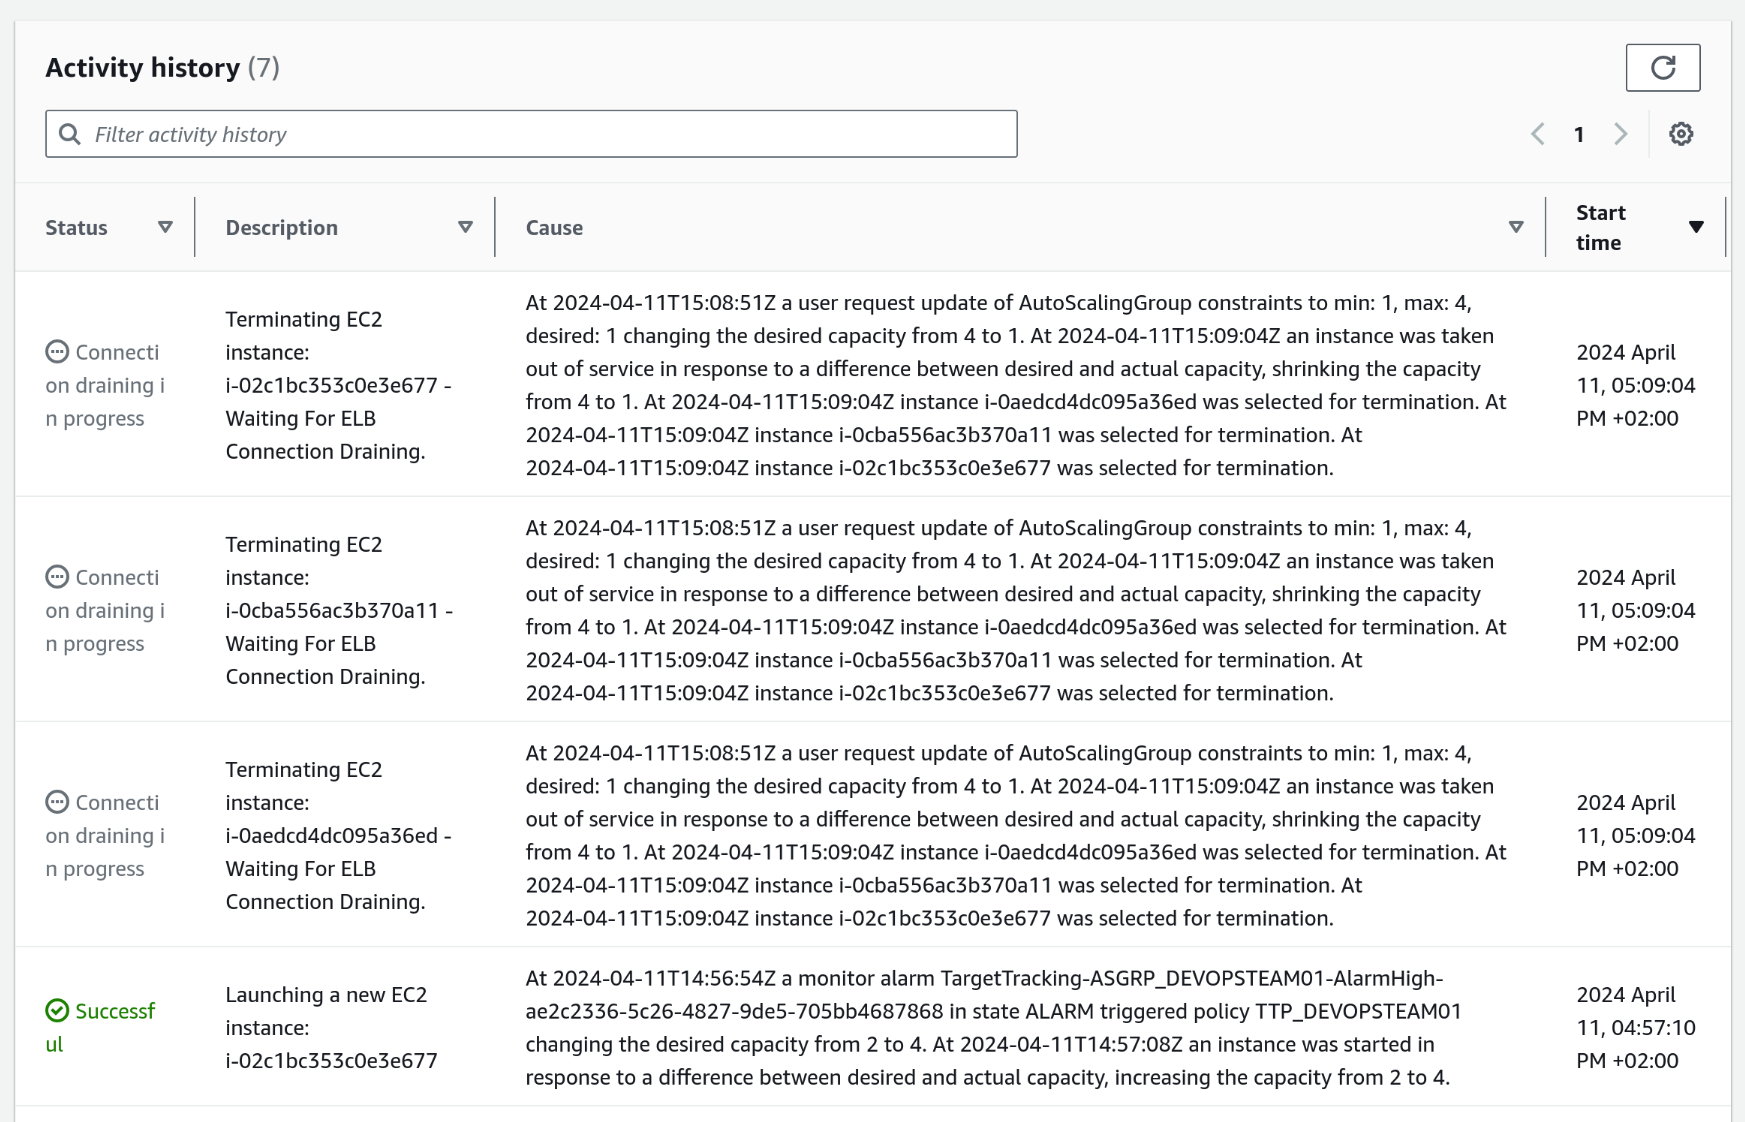 Activity history (7)
Filter activity history
1
Status
Description
Cause
Start
time
Connecti
on draining i
n progress
Terminating EC2
instance:
i-02c1bc353c0e3e677 -
Waiting For ELB
Connection Draining.
At 2024-04-11T15:08:51Z a user request update of AutoScalingGroup constraints to min: 1, max: 4,
desired: 1 changing the desired capacity from 4 to 1. At 2024-04-11T15:09:04Z an instance was taken
out of service in response to a difference between desired and actual capacity, shrinking the capacity
from 4 to 1. At 2024-04-11T15:09:04Z instance i-0aedcd4dc095a36ed was selected for termination. At
2024-04-11T15:09:04Z instance i-0cba556ac3b370a11 was selected for termination. At
2024-04-11T15:09:04Z instance i-02c1bc353c0e3e677 was selected for termination.
2024 April
11, 05:09:04
PM +02:00
Connecti
on draining i
n progress
Terminating EC2
instance:
i-0cba556ac3b370a11 -
Waiting For ELB
Connection Draining.
At 2024-04-11T15:08:51Z a user request update of AutoScalingGroup constraints to min: 1, max: 4,
desired: 1 changing the desired capacity from 4 to 1. At 2024-04-11T15:09:04Z an instance was taken
out of service in response to a difference between desired and actual capacity, shrinking the capacity
from 4 to 1. At 2024-04-11T15:09:04Z instance i-0aedcd4dc095a36ed was selected for termination. At
2024-04-11T15:09:04Z instance i-0cba556ac3b370a11 was selected for termination. At
2024-04-11T15:09:04Z instance i-02c1bc353c0e3e677 was selected for termination.
2024 April
11, 05:09:04
PM +02:00
Connecti
on draining i
n progress
Terminating EC2
instance:
i-0aedcd4dc095a36ed -
Waiting For ELB
Connection Draining.
At 2024-04-11T15:08:51Z a user request update of AutoScalingGroup constraints to min: 1, max: 4,
desired: 1 changing the desired capacity from 4 to 1. At 2024-04-11T15:09:04Z an instance was taken
out of service in response to a difference between desired and actual capacity, shrinking the capacity
from 4 to 1. At 2024-04-11T15:09:04Z instance i-0aedcd4dc095a36ed was selected for termination. At
2024-04-11T15:09:04Z instance i-0cba556ac3b370a11 was selected for termination. At
2024-04-11T15:09:04Z instance i-02c1bc353c0e3e677 was selected for termination.
2024 April
11, 05:09:04
PM +02:00
Successf
ul
Launching a new EC2
instance:
i-02c1bc353c0e3e677
At 2024-04-11T14:56:54Z a monitor alarm TargetTracking-ASGRP_DEVOPSTEAM01-AlarmHigh-
ae2c2336-5c26-4827-9de5-705bb4687868 in state ALARM triggered policy TTP_DEVOPSTEAM01
changing the desired capacity from 2 to 4. At 2024-04-11T14:57:08Z an instance was started in
response to a difference between desired and actual capacity, increasing the capacity from 2 to 4.
2024 April
11, 04:57:10
PM +02:00